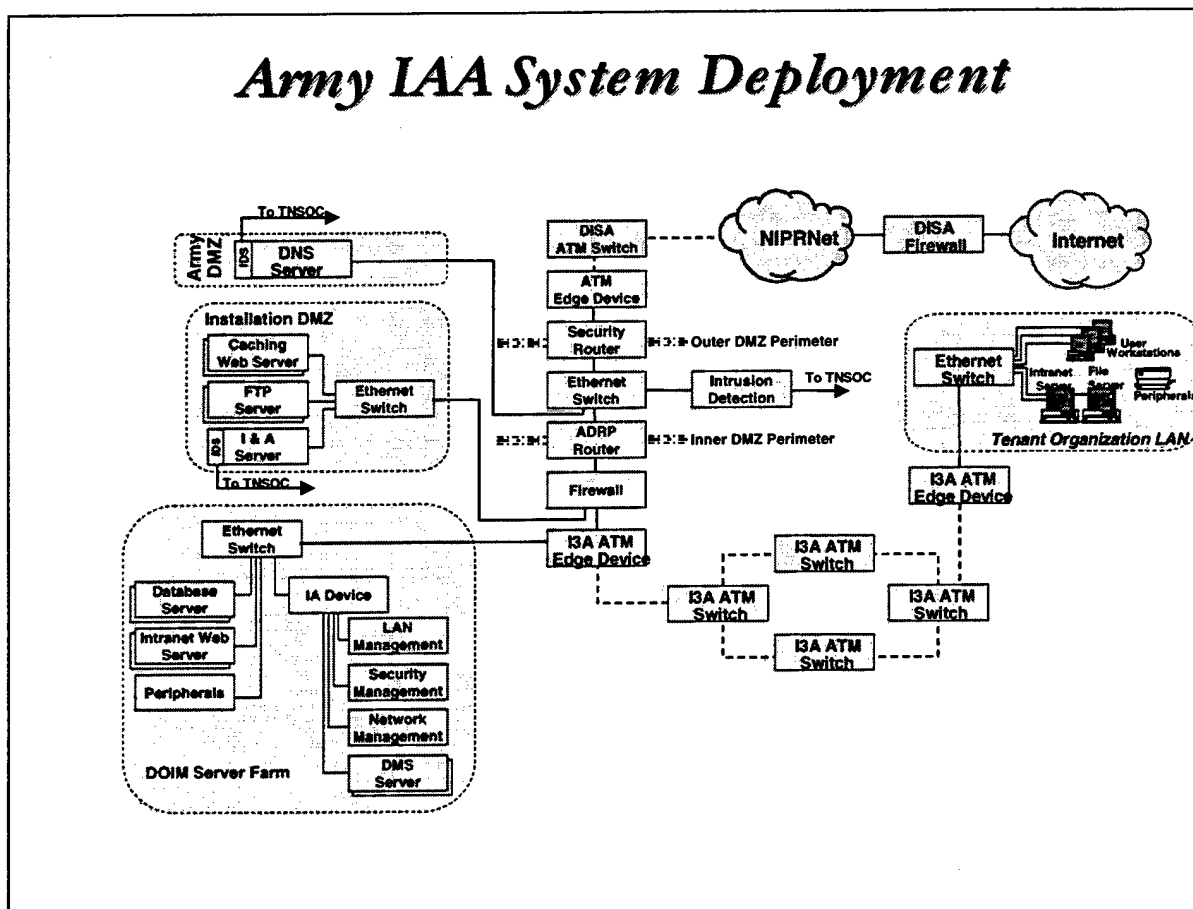 Army IAA System Deployment
To TNSOC
Army
DMZ
IDS
DNS
Server
DISA
ATM Switch
NIPRNet
DISA
Firewall
Internet
ATM
Edge Device
Installation DMZ
Caching
Web Server
FTP
Server
I & A
Server
IDS
To TNSOC
Ethernet
Switch
Security
Router
Outer DMZ Perimeter
Ethernet
Switch
Intrusion
Detection
To TNSOC
ADRP
Router
Inner DMZ Perimeter
Firewall
I3A ATM
Edge Device
Ethernet
Switch
User
Workstations
Intranet
Server
File
Server
Peripherals
Tenant Organization LAN
I3A ATM
Edge Device
Ethernet
Switch
Database
Server
Intranet Web
Server
Peripherals
IA Device
LAN
Management
Security
Management
Network
Management
DMS
Server
DOIM Server Farm
I3A ATM
Switch
I3A ATM
Switch
I3A ATM
Switch
I3A ATM
Switch